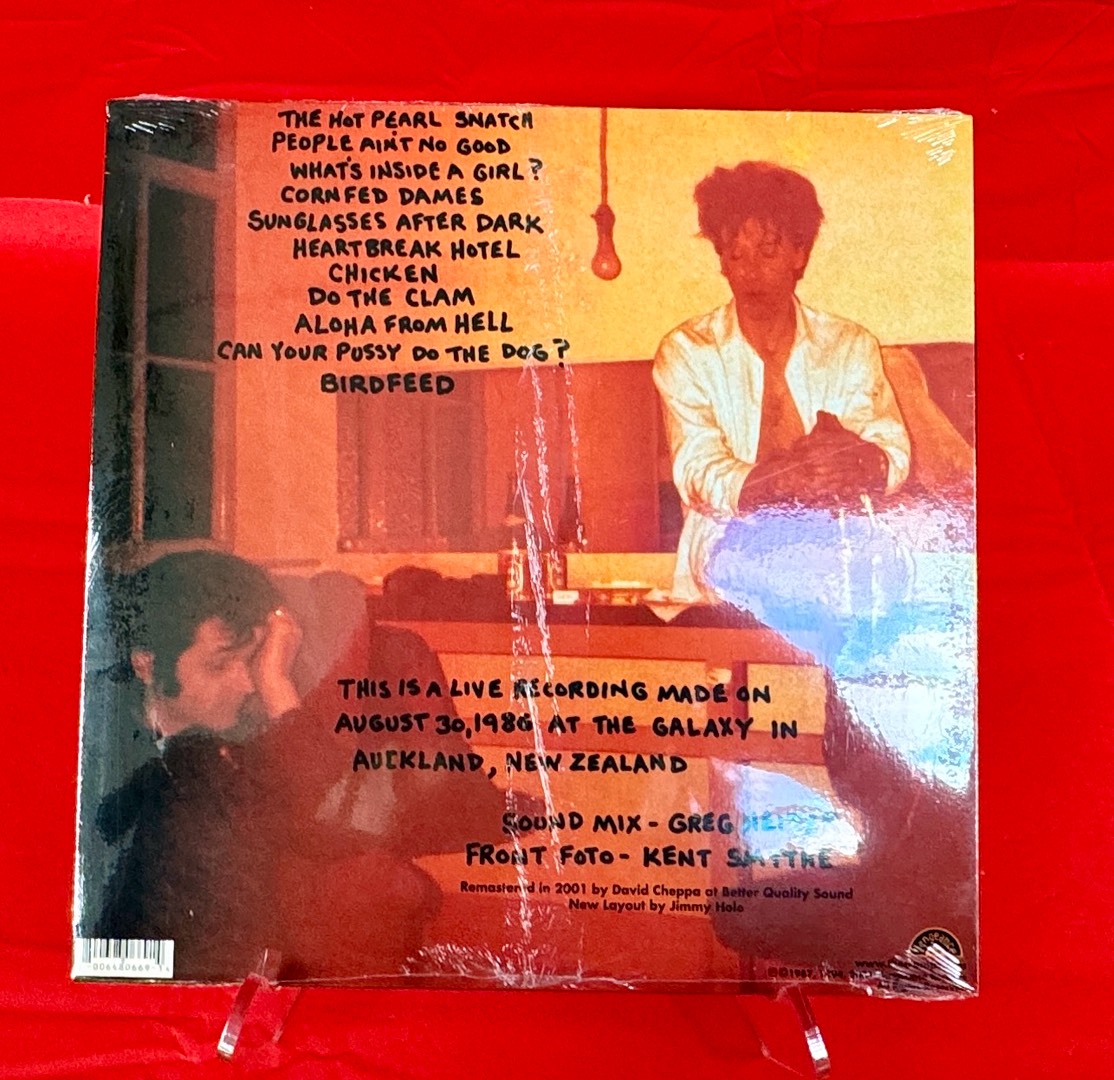 THE HOT PEARL SNATCH
PEOPLE AIN'T NO GOOD
WHAT'S INSIDE A GIRL?
CORNFED DAMES
SUNGLASSES AFTER DARK
HEARTBREAK HOTEL
CHICKEN
DO THE CLAM
ALOHA FROM HELL
CAN YOUR PUSSY DO THE DOG?
BIRDFEED
THIS IS A LIVE RECORDING MADE ON
AUGUST 30, 1986 AT THE GALAXY IN
AUCKLAND, NEW ZEALAND
SOUND MIX - GREG
FRONT FOTO - KENT
Remastered in 2001 by David Cheppa at Better Quality Sound
New Layout by Jimmy Holo